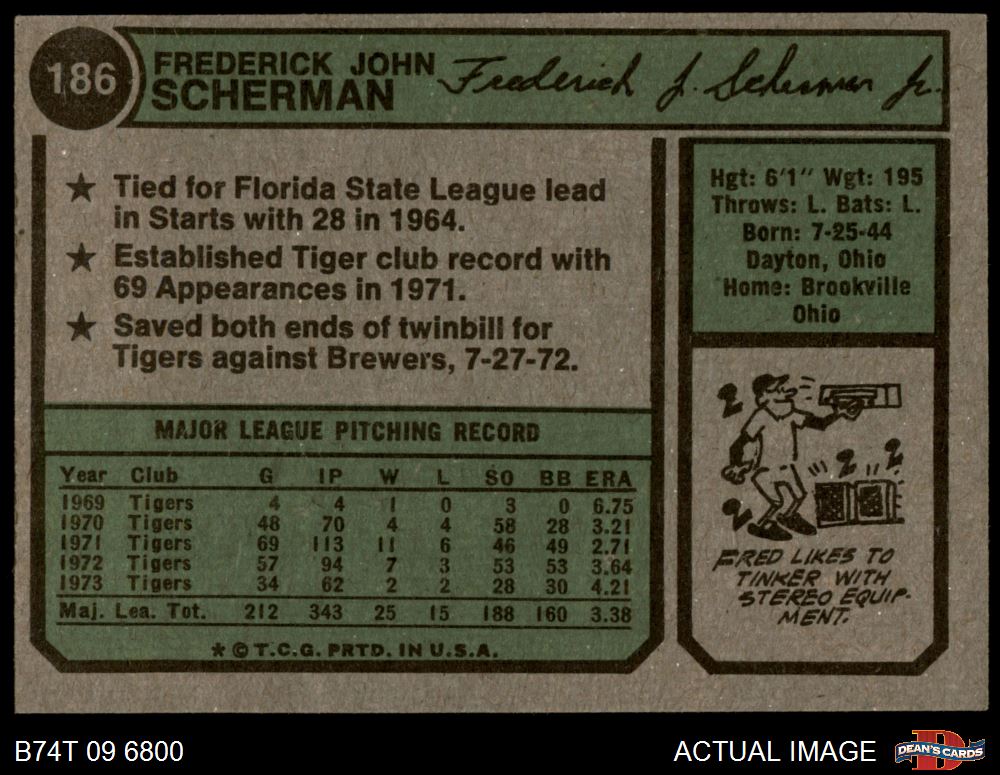 186
FREDERICK JOHN
SCHERMAN
Frederick J. Scherman Jr.
★ Tied for Florida State League lead
in Starts with 28 in 1964.
★ Established Tiger club record with
69 Appearances in 1971.
★ Saved both ends of twinbill for
Tigers against Brewers, 7-27-72.
Hgt: 6'1" Wgt: 195
Throws: L. Bats: L.
Born: 7-25-44
Dayton, Ohio
Home: Brookville
Ohio
MAJOR LEAGUE PITCHING RECORD
Year Club G IP W L SO BB ERA
1969 Tigers 4 4 1 0 3 0 6.75
1970 Tigers 48 70 4 4 58 28 3.21
1971 Tigers 69 113 11 6 46 49 2.71
1972 Tigers 57 94 7 3 53 53 3.64
1973 Tigers 34 62 2 2 28 30 4.21
Maj. Lea. Tot. 212 343 25 15 188 160 3.38
* © T.C.G. PRTD. IN U.S.A.
FRED LIKES TO
TINKER WITH
STEREO EQUIP-
MENT.
B74T 09 6800
ACTUAL IMAGE
DEAN'S CARDS